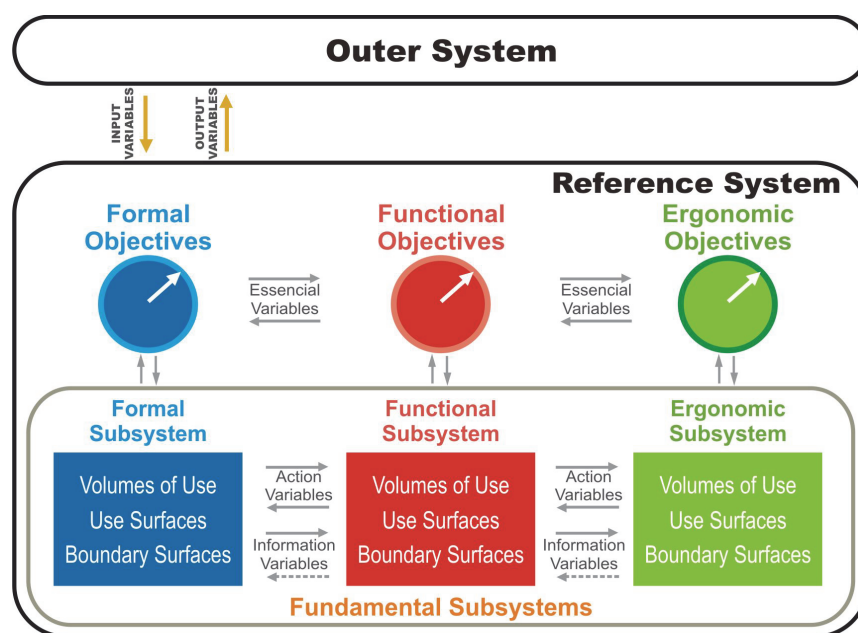 Outer System
INPUT
VARIABLES
OUTPUT
VARIABLES
Reference System
Formal
Objectives
Functional
Objectives
Ergonomic
Objectives
Essencial
Variables
Essencial
Variables
Formal
Subsystem
Functional
Subsystem
Ergonomic
Subsystem
Volumes of Use
Use Surfaces
Boundary Surfaces
Action
Variables
Information
Variables
Volumes of Use
Use Surfaces
Boundary Surfaces
Action
Variables
Information
Variables
Volumes of Use
Use Surfaces
Boundary Surfaces
Fundamental Subsystems